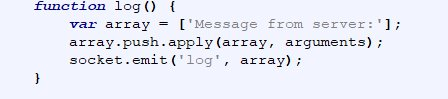 function log() {
var array = ['Message from server:'];
array.push.apply(array, arguments);
socket.emit('log', array);
}